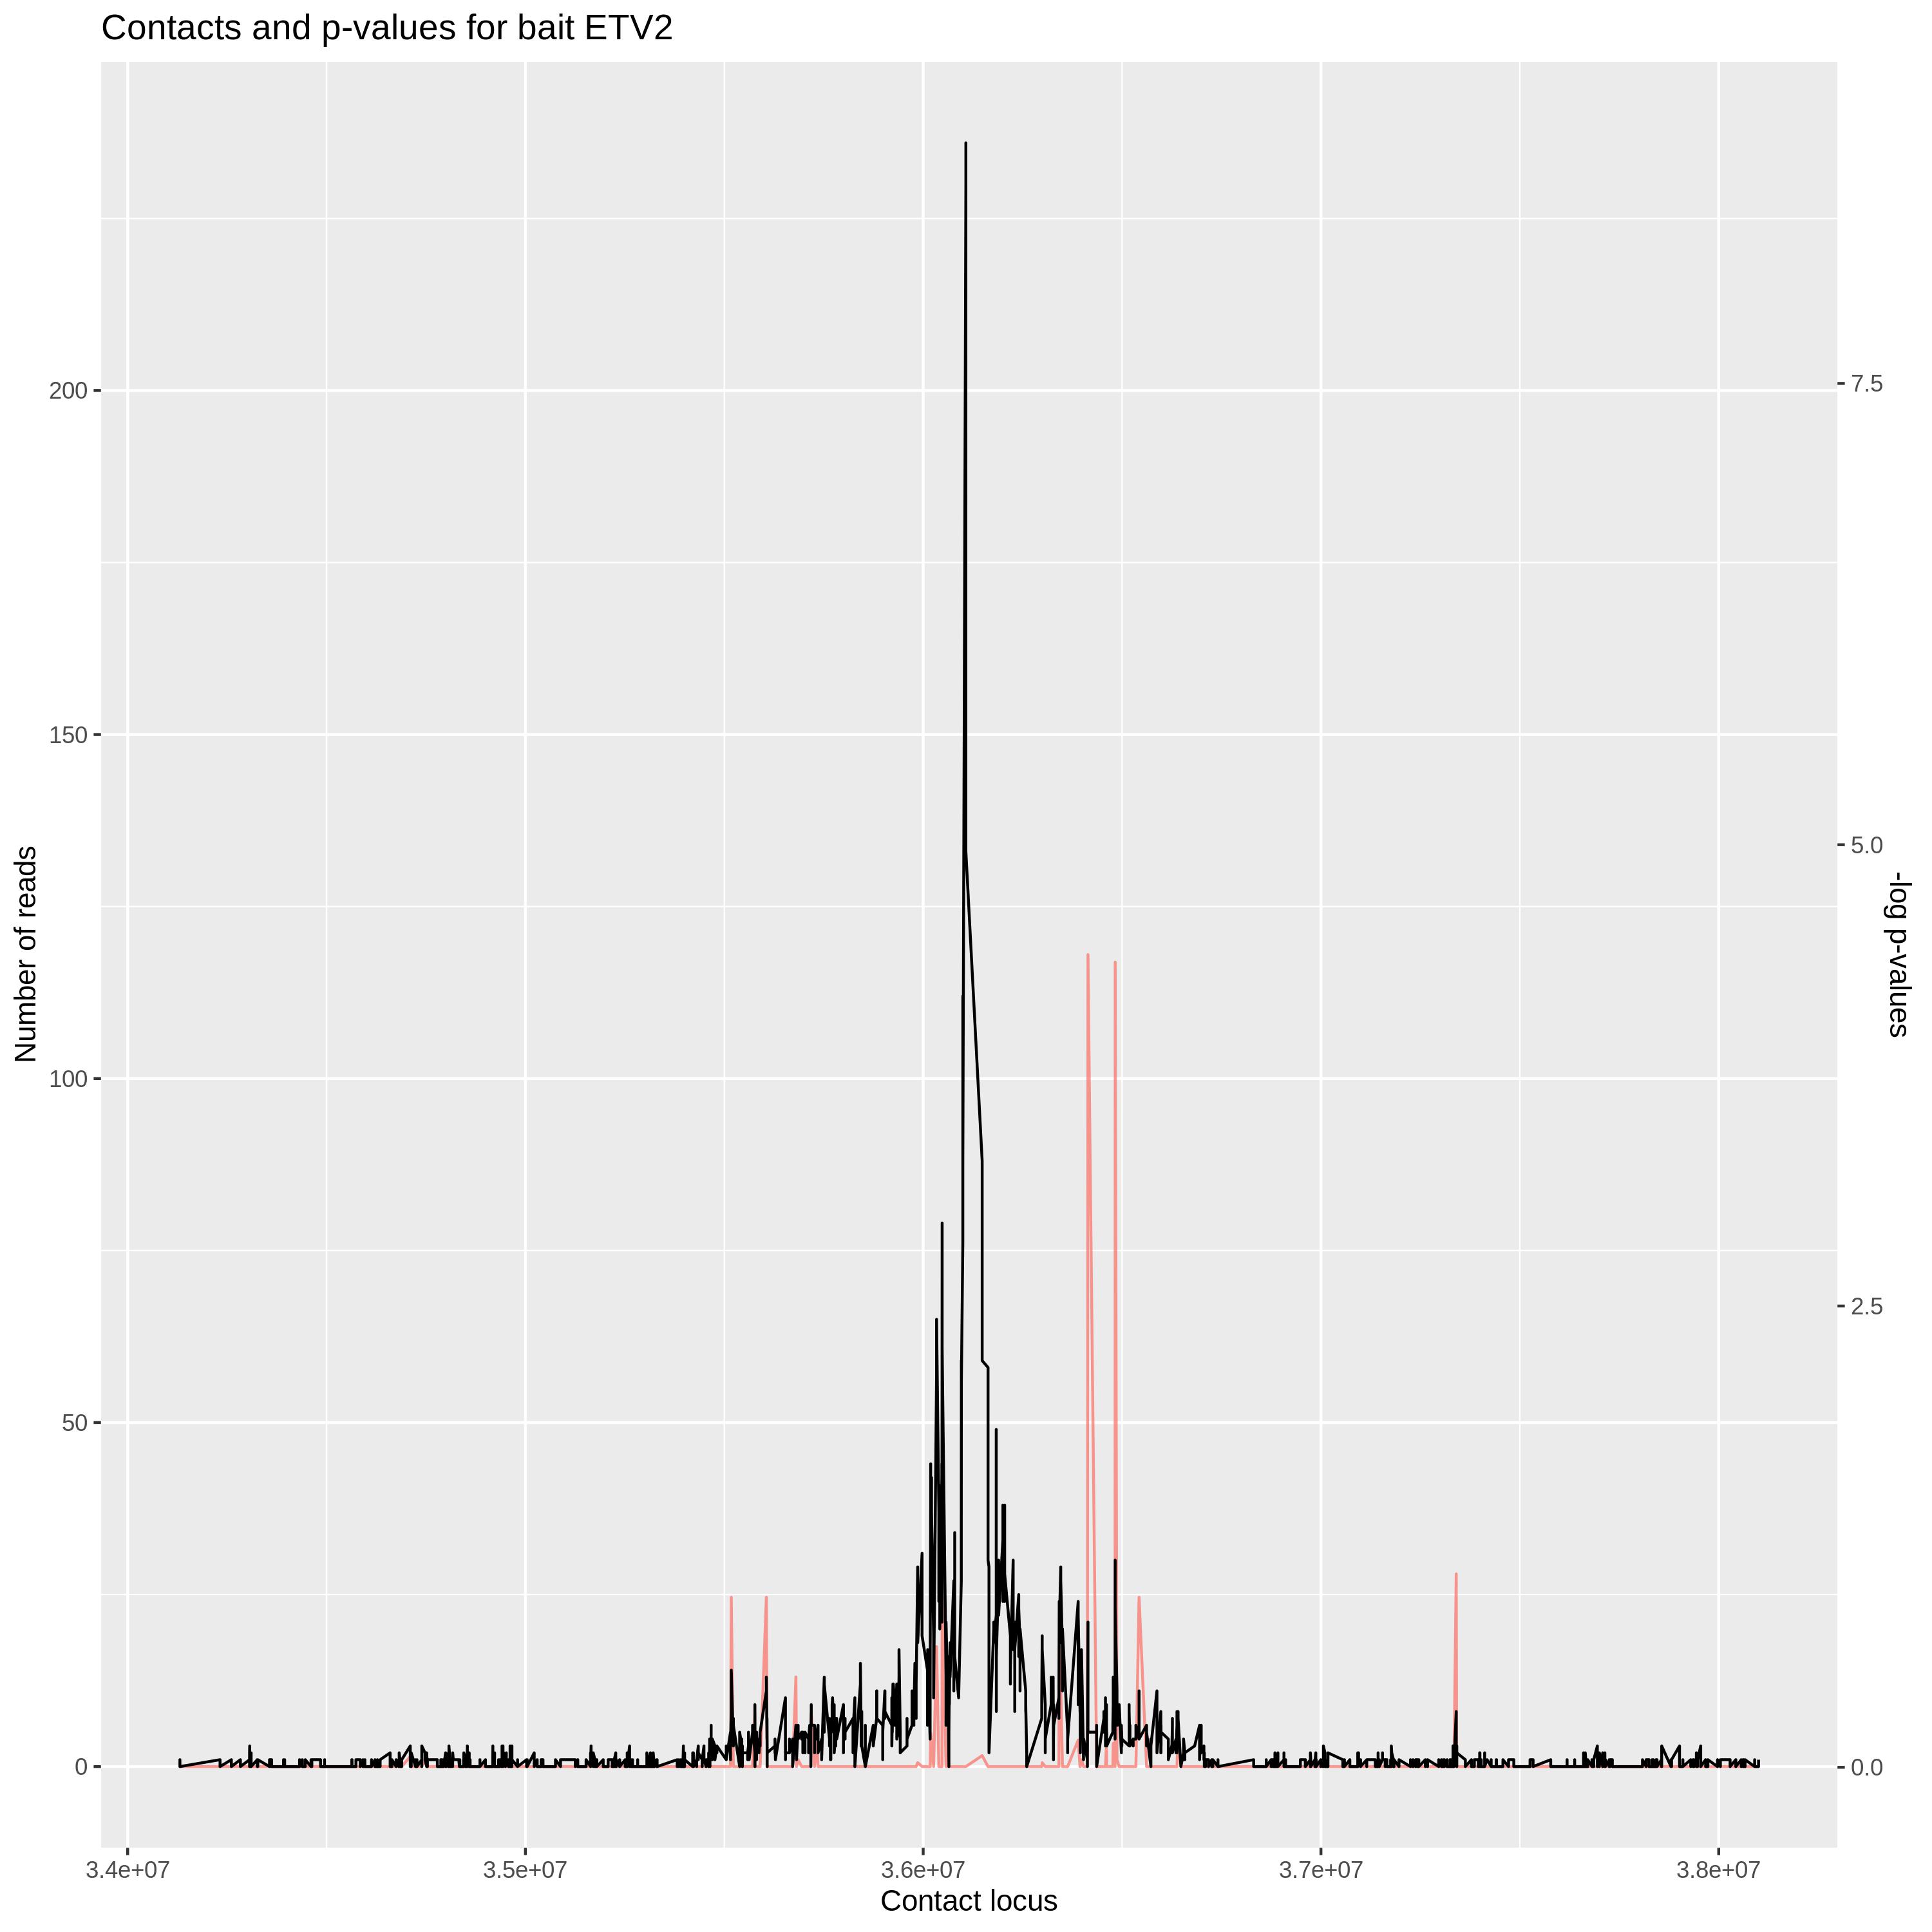 Contacts and p-values for bait ETV2
Number of reads
200
150
100
50
0
7.5
5.0
2.5
0.0
-log p-values
3.4e+07
3.5e+07
3.6e+07
3.7e+07
3.8e+07
Contact locus